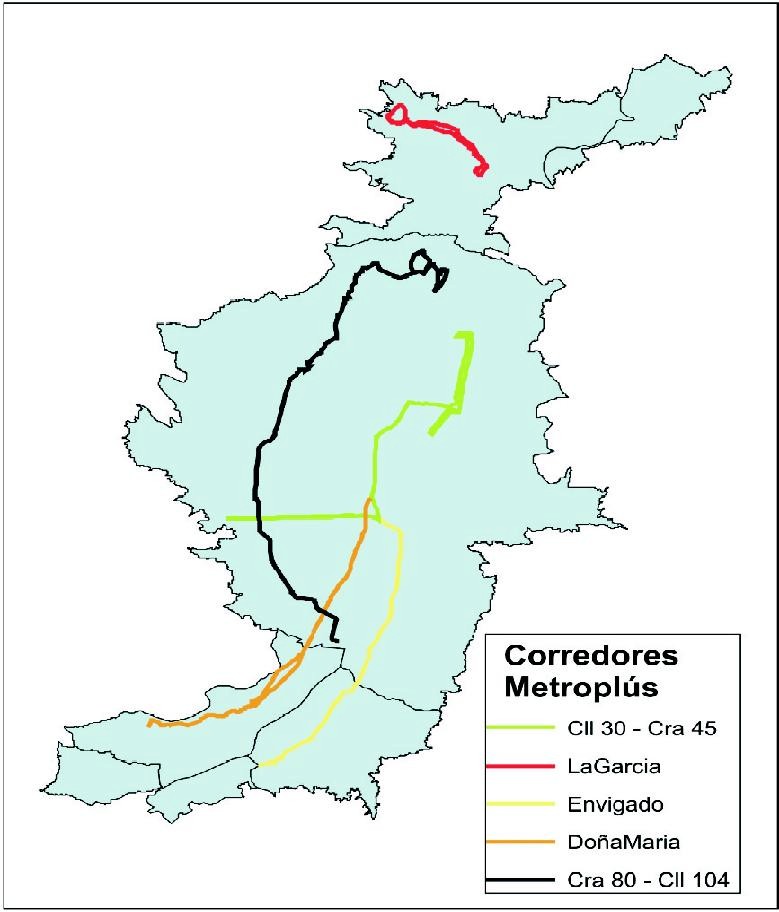 Corredores
Metroplús
Cll 30 - Cra 45
LaGarcia
Envigado
DoñaMaria
Cra 80 - Cll 104